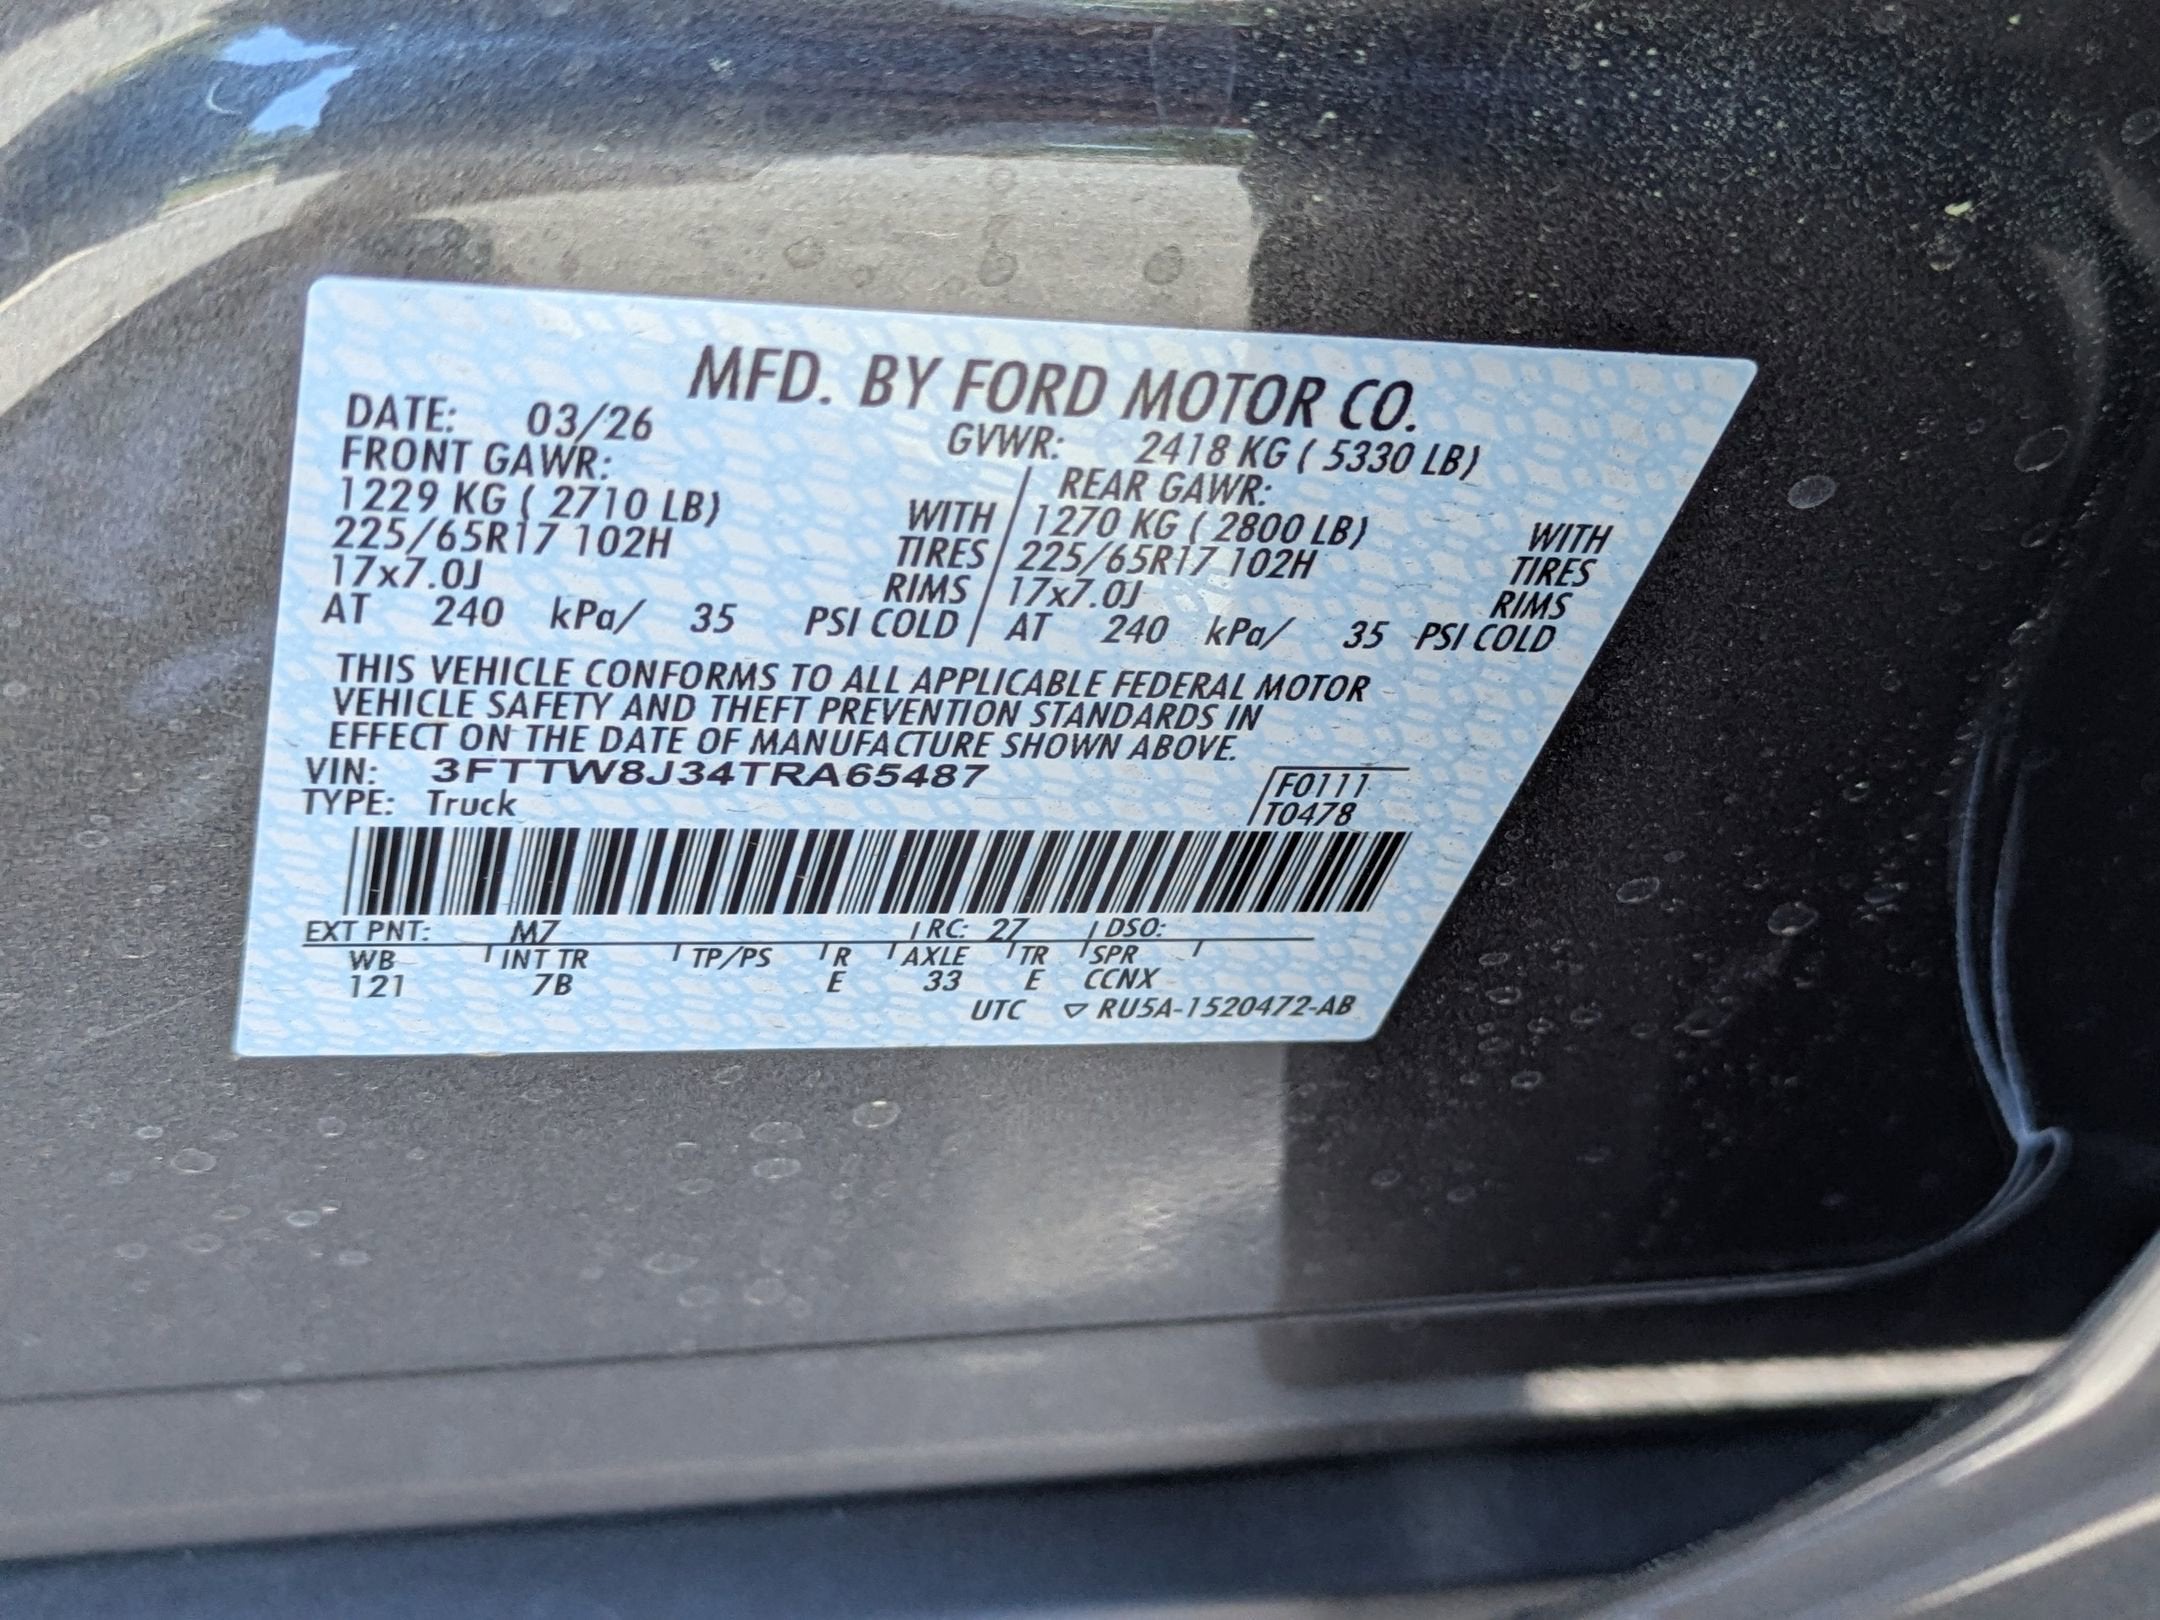 MFD. BY FORD MOTOR CO.
DATE: 03/26 GVWR: 2418 KG ( 5330 LB)
FRONT GAWR: REAR GAWR:
1229 KG ( 2710 LB) WITH 1270 KG ( 2800 LB) WITH
225/65R17 102H TIRES 225/65R17 102H TIRES
17x7.0J RIMS 17x7.0J RIMS
AT 240 kPa/ 35 PSI COLD AT 240 kPa/ 35 PSI COLD
THIS VEHICLE CONFORMS TO ALL APPLICABLE FEDERAL MOTOR
VEHICLE SAFETY AND THEFT PREVENTION STANDARDS IN
EFFECT ON THE DATE OF MANUFACTURE SHOWN ABOVE.
VIN: 3FTTW8J34TRA65487 F0111
TYPE: Truck T0478
EXT PNT: M7 RC: 27 DSO:
WB INT TR TP/PS R AXLE TR SPR
121 7B E 33 E CCNX
UTC ▽ RU5A-1520472-AB